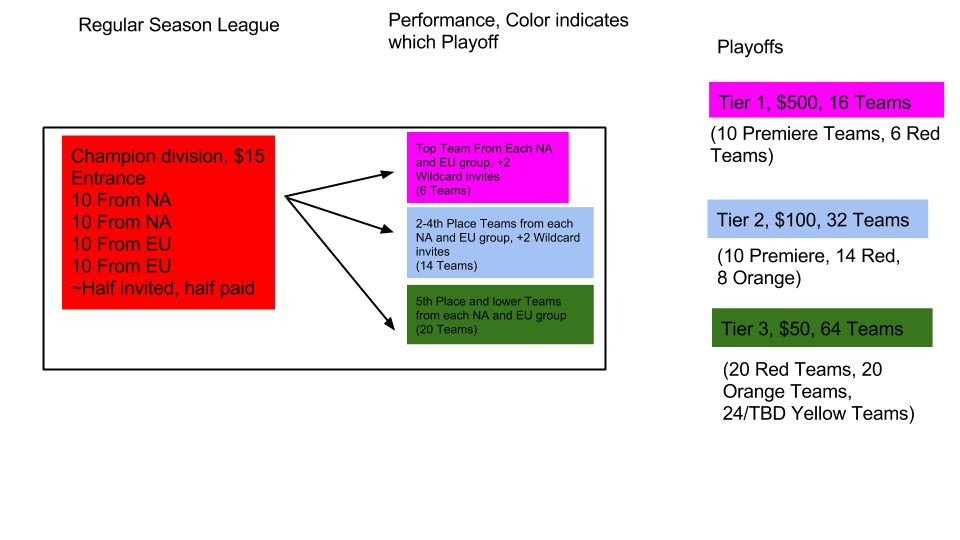 Regular Season League
Performance, Color indicates
which Playoff
Playoffs
Champion division, $15
Entrance
10 From NA
10 From NA
10 From EU
10 From EU
~Half invited, half paid
Top Team From Each NA
and EU group, +2
Wildcard invites
(6 Teams)
2-4th Place Teams from each
NA and EU group, +2 Wildcard
invites
(14 Teams)
5th Place and lower Teams
from each NA and EU group
(20 Teams)
Tier 1, $500, 16 Teams
(10 Premiere Teams, 6 Red
Teams)
Tier 2, $100, 32 Teams
(10 Premiere, 14 Red,
8 Orange)
Tier 3, $50, 64 Teams
(20 Red Teams, 20
Orange Teams,
24/TBD Yellow Teams)